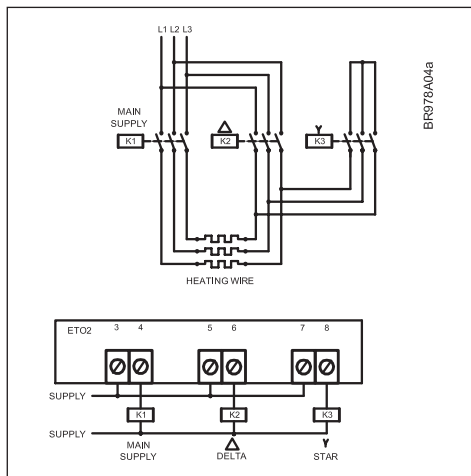 L1 L2 L3
BR978A04a
MAIN
SUPPLY
K1
K2
Y
K3
HEATING WIRE
ETO2
3 4 5 6 7 8
SUPPLY
K1 K2 K3
SUPPLY
MAIN
SUPPLY
DELTA
Y
STAR